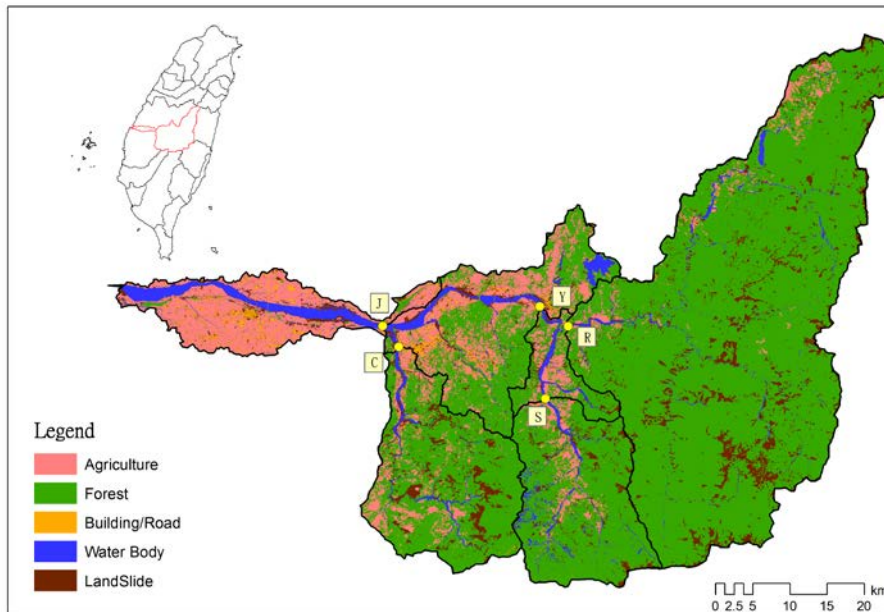 J
Y
R
C
S
Legend
Agriculture
Forest
Building/Road
Water Body
LandSlide
km
0 2.5 5 10 15 20